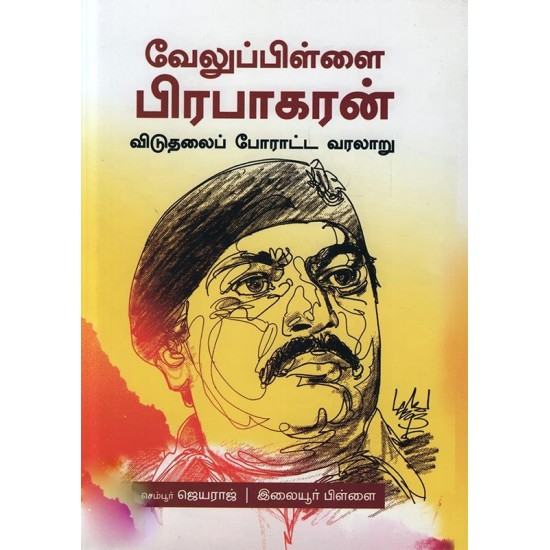 வேலுப்பிள்ளை
பிரபாகரன்
விடுதலைப் போராட்ட வரலாறு
செம்பூர் ஜெயராஜ் | இலையூர் பிள்ளை